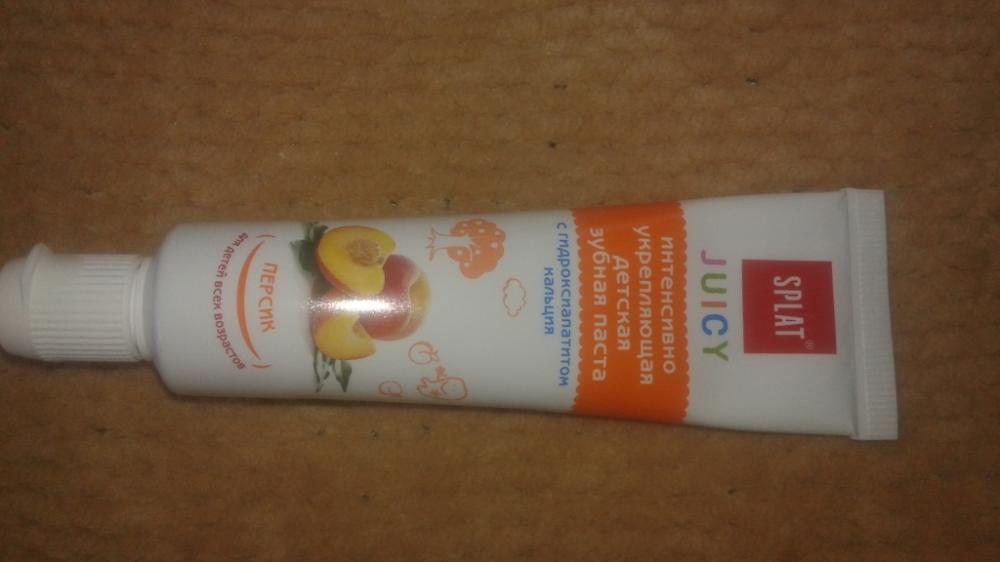 SPLAT®
JUICY
интенсивно
укрепляющая
детская
зубная паста
с гидроксиапатитом
кальция
ПЕРСИК
для детей всех возрастов